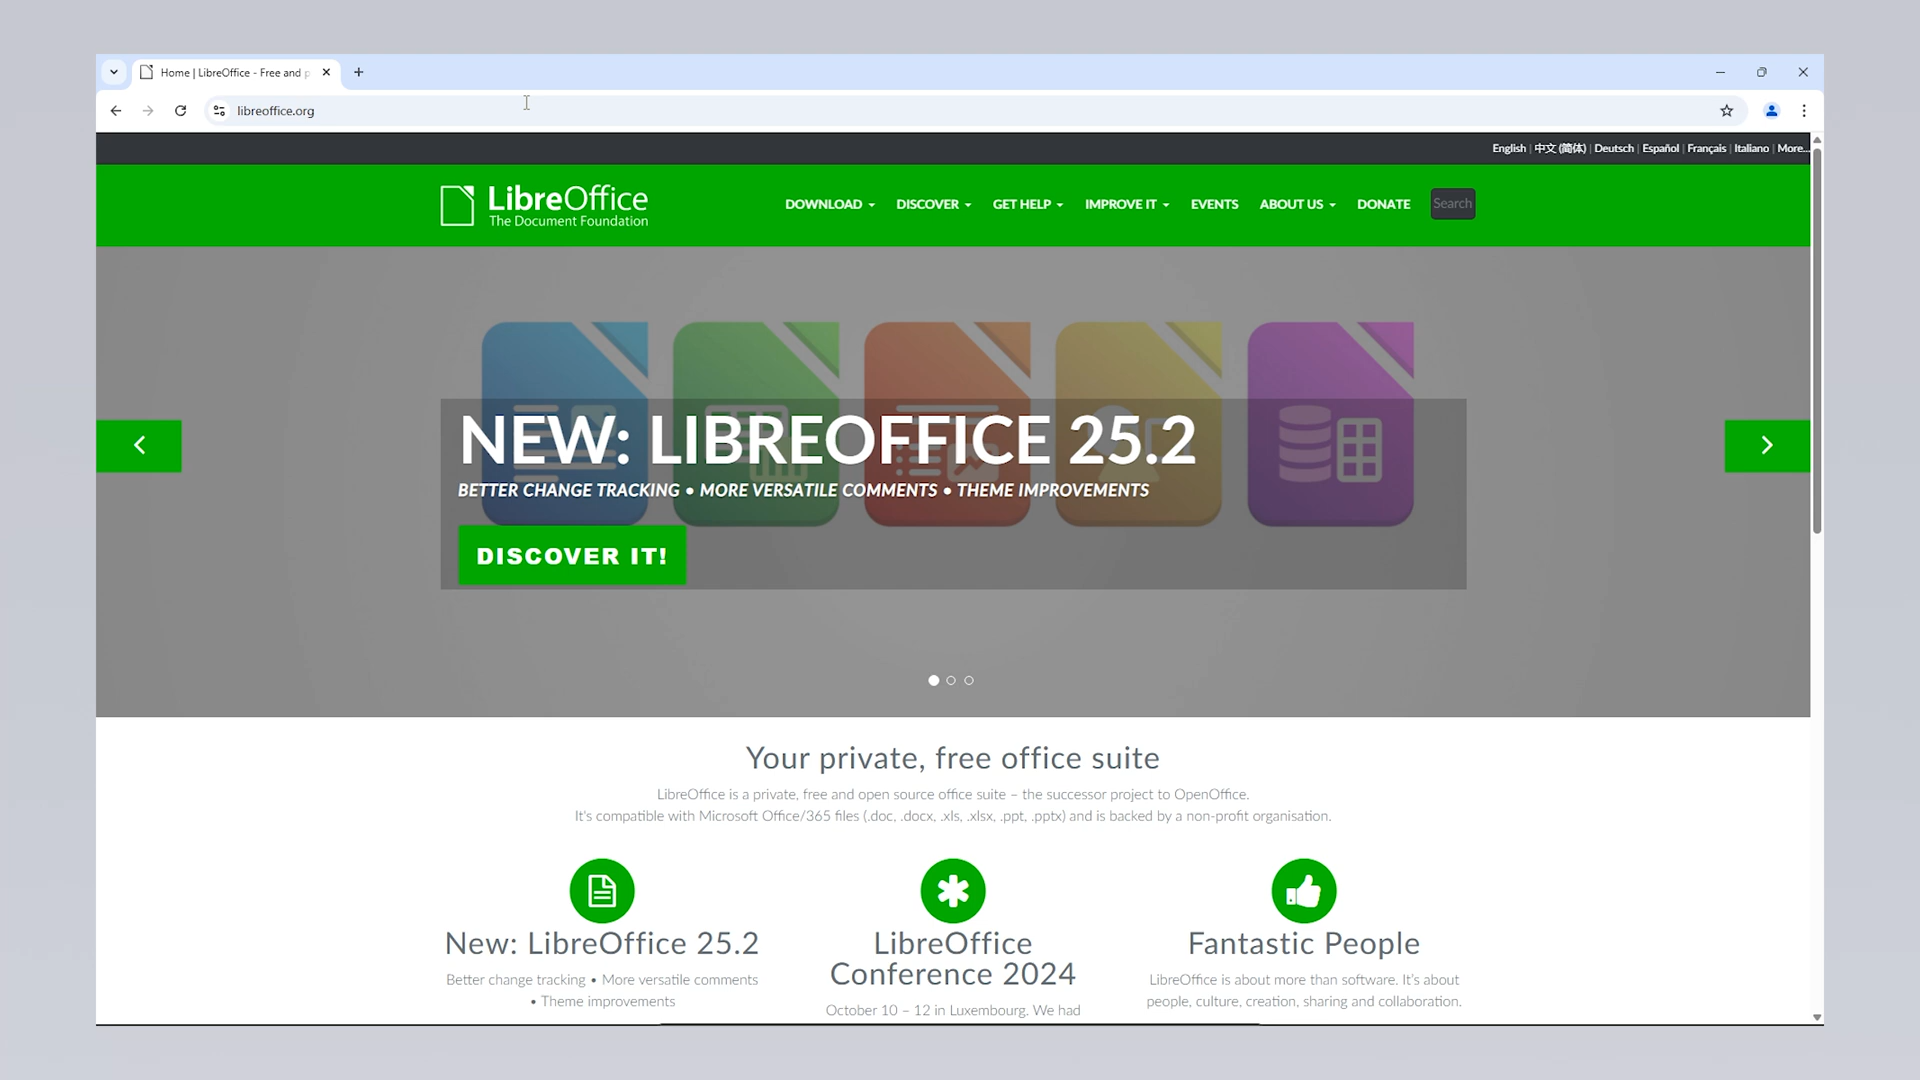 Home | LibreOffice - Free and p
libreoffice.org
English | 中文 (简体) | Deutsch | Español | Français | Italiano | More...
LibreOffice
The Document Foundation
DOWNLOAD
DISCOVER
GET HELP
IMPROVE IT
EVENTS
ABOUT US
DONATE
Search
NEW: LIBREOFFICE 25.2
BETTER CHANGE TRACKING • MORE VERSATILE COMMENTS • THEME IMPROVEMENTS
DISCOVER IT!
Your private, free office suite
LibreOffice is a private, free and open source office suite – the successor project to OpenOffice.
It's compatible with Microsoft Office/365 files (.doc, .docx, .xls, .xlsx, .ppt, .pptx) and is backed by a non-profit organisation.
New: LibreOffice 25.2
Better change tracking • More versatile comments
• Theme improvements
LibreOffice
Conference 2024
October 10 – 12 in Luxembourg. We had
Fantastic People
LibreOffice is about more than software. It's about
people, culture, creation, sharing and collaboration.